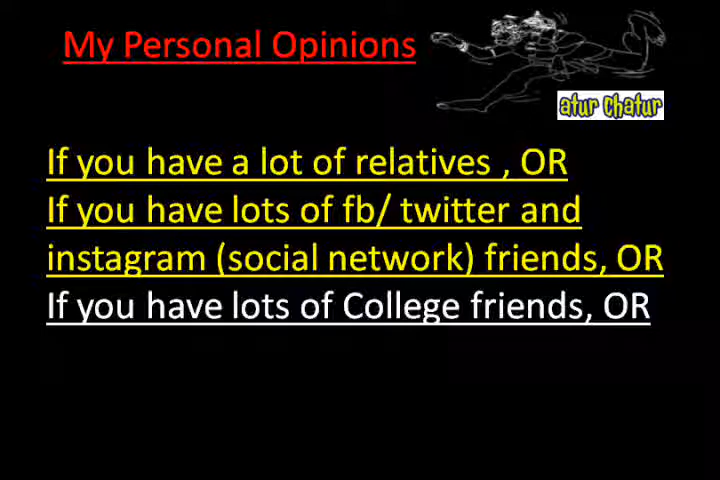 My Personal Opinions
atur chatur
If you have a lot of relatives , OR
If you have lots of fb/ twitter and
instagram (social network) friends, OR
If you have lots of College friends, OR